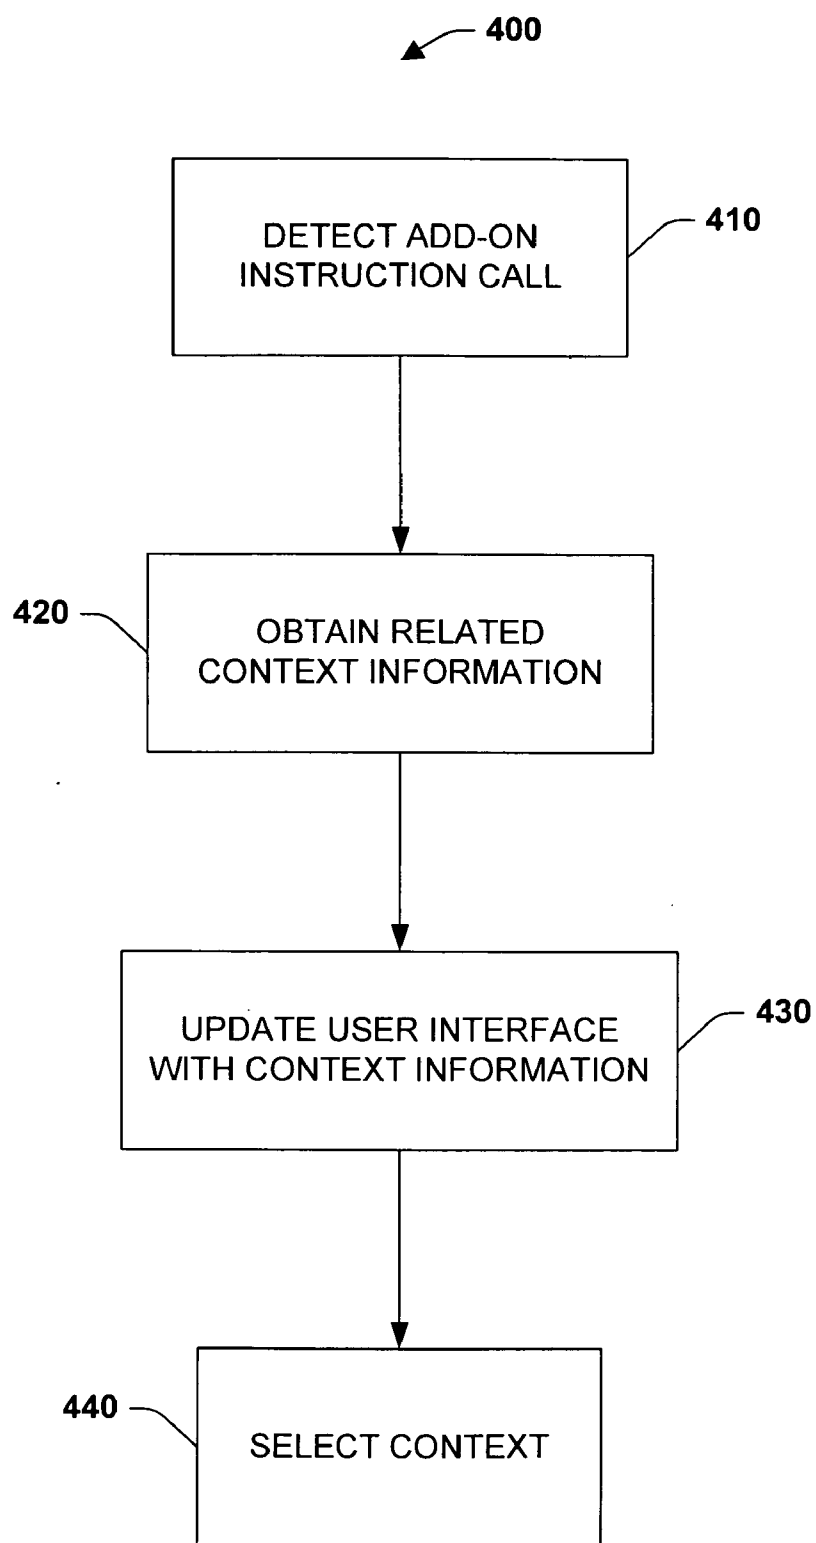 400
DETECT ADD-ON
INSTRUCTION CALL
410
420
OBTAIN RELATED
CONTEXT INFORMATION
UPDATE USER INTERFACE
WITH CONTEXT INFORMATION
430
440
SELECT CONTEXT